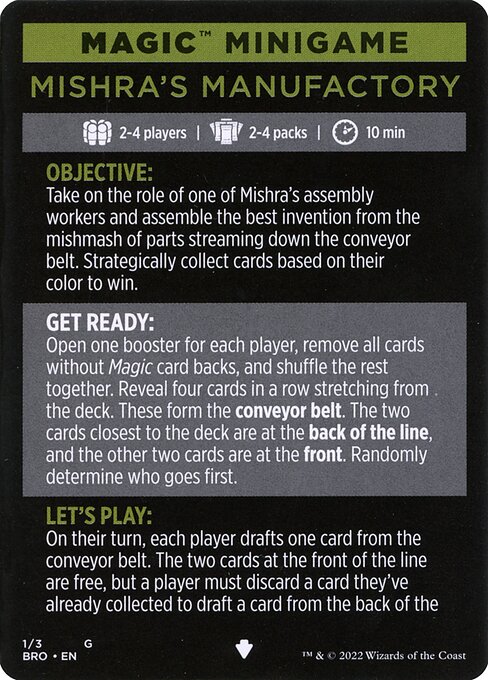 MAGIC™ MINIGAME
MISHRA'S MANUFACTORY
2-4 players | 2-4 packs | 10 min
OBJECTIVE:
Take on the role of one of Mishra's assembly
workers and assemble the best invention from the
mishmash of parts streaming down the conveyor
belt. Strategically collect cards based on their
color to win.
GET READY:
Open one booster for each player, remove all cards
without Magic card backs, and shuffle the rest
together. Reveal four cards in a row stretching from
the deck. These form the conveyor belt. The two
cards closest to the deck are at the back of the line,
and the other two cards are at the front. Randomly
determine who goes first.
LET'S PLAY:
On their turn, each player drafts one card from the
conveyor belt. The two cards at the front of the line
are free, but a player must discard a card they've
already collected to draft a card from the back of the
1/3 G
BRO • EN
™ & © 2022 Wizards of the Coast